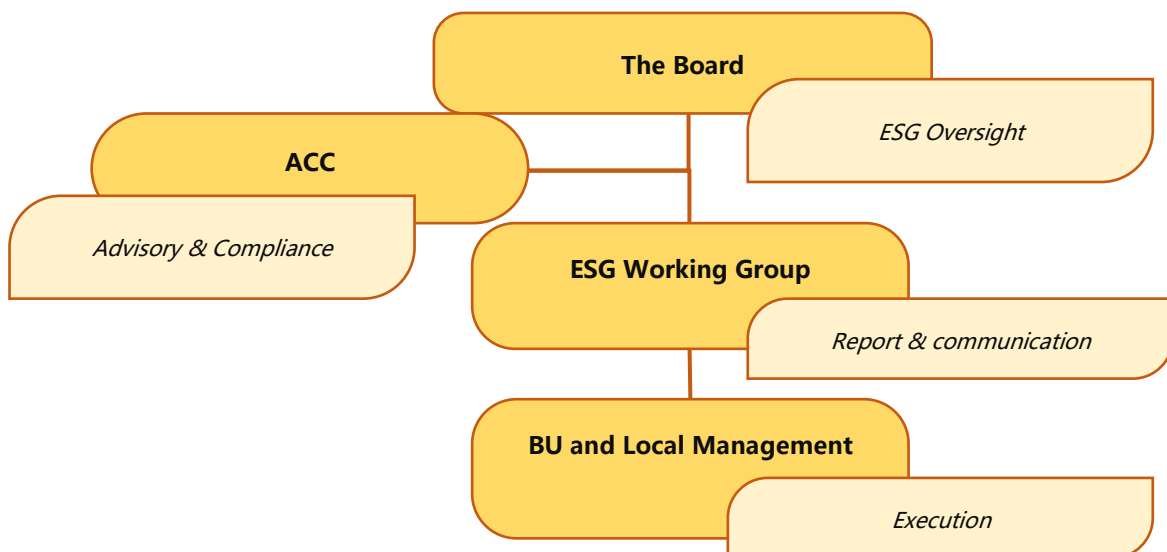 The Board
ESG Oversight
ACC
Advisory & Compliance
ESG Working Group
Report & communication
BU and Local Management
Execution